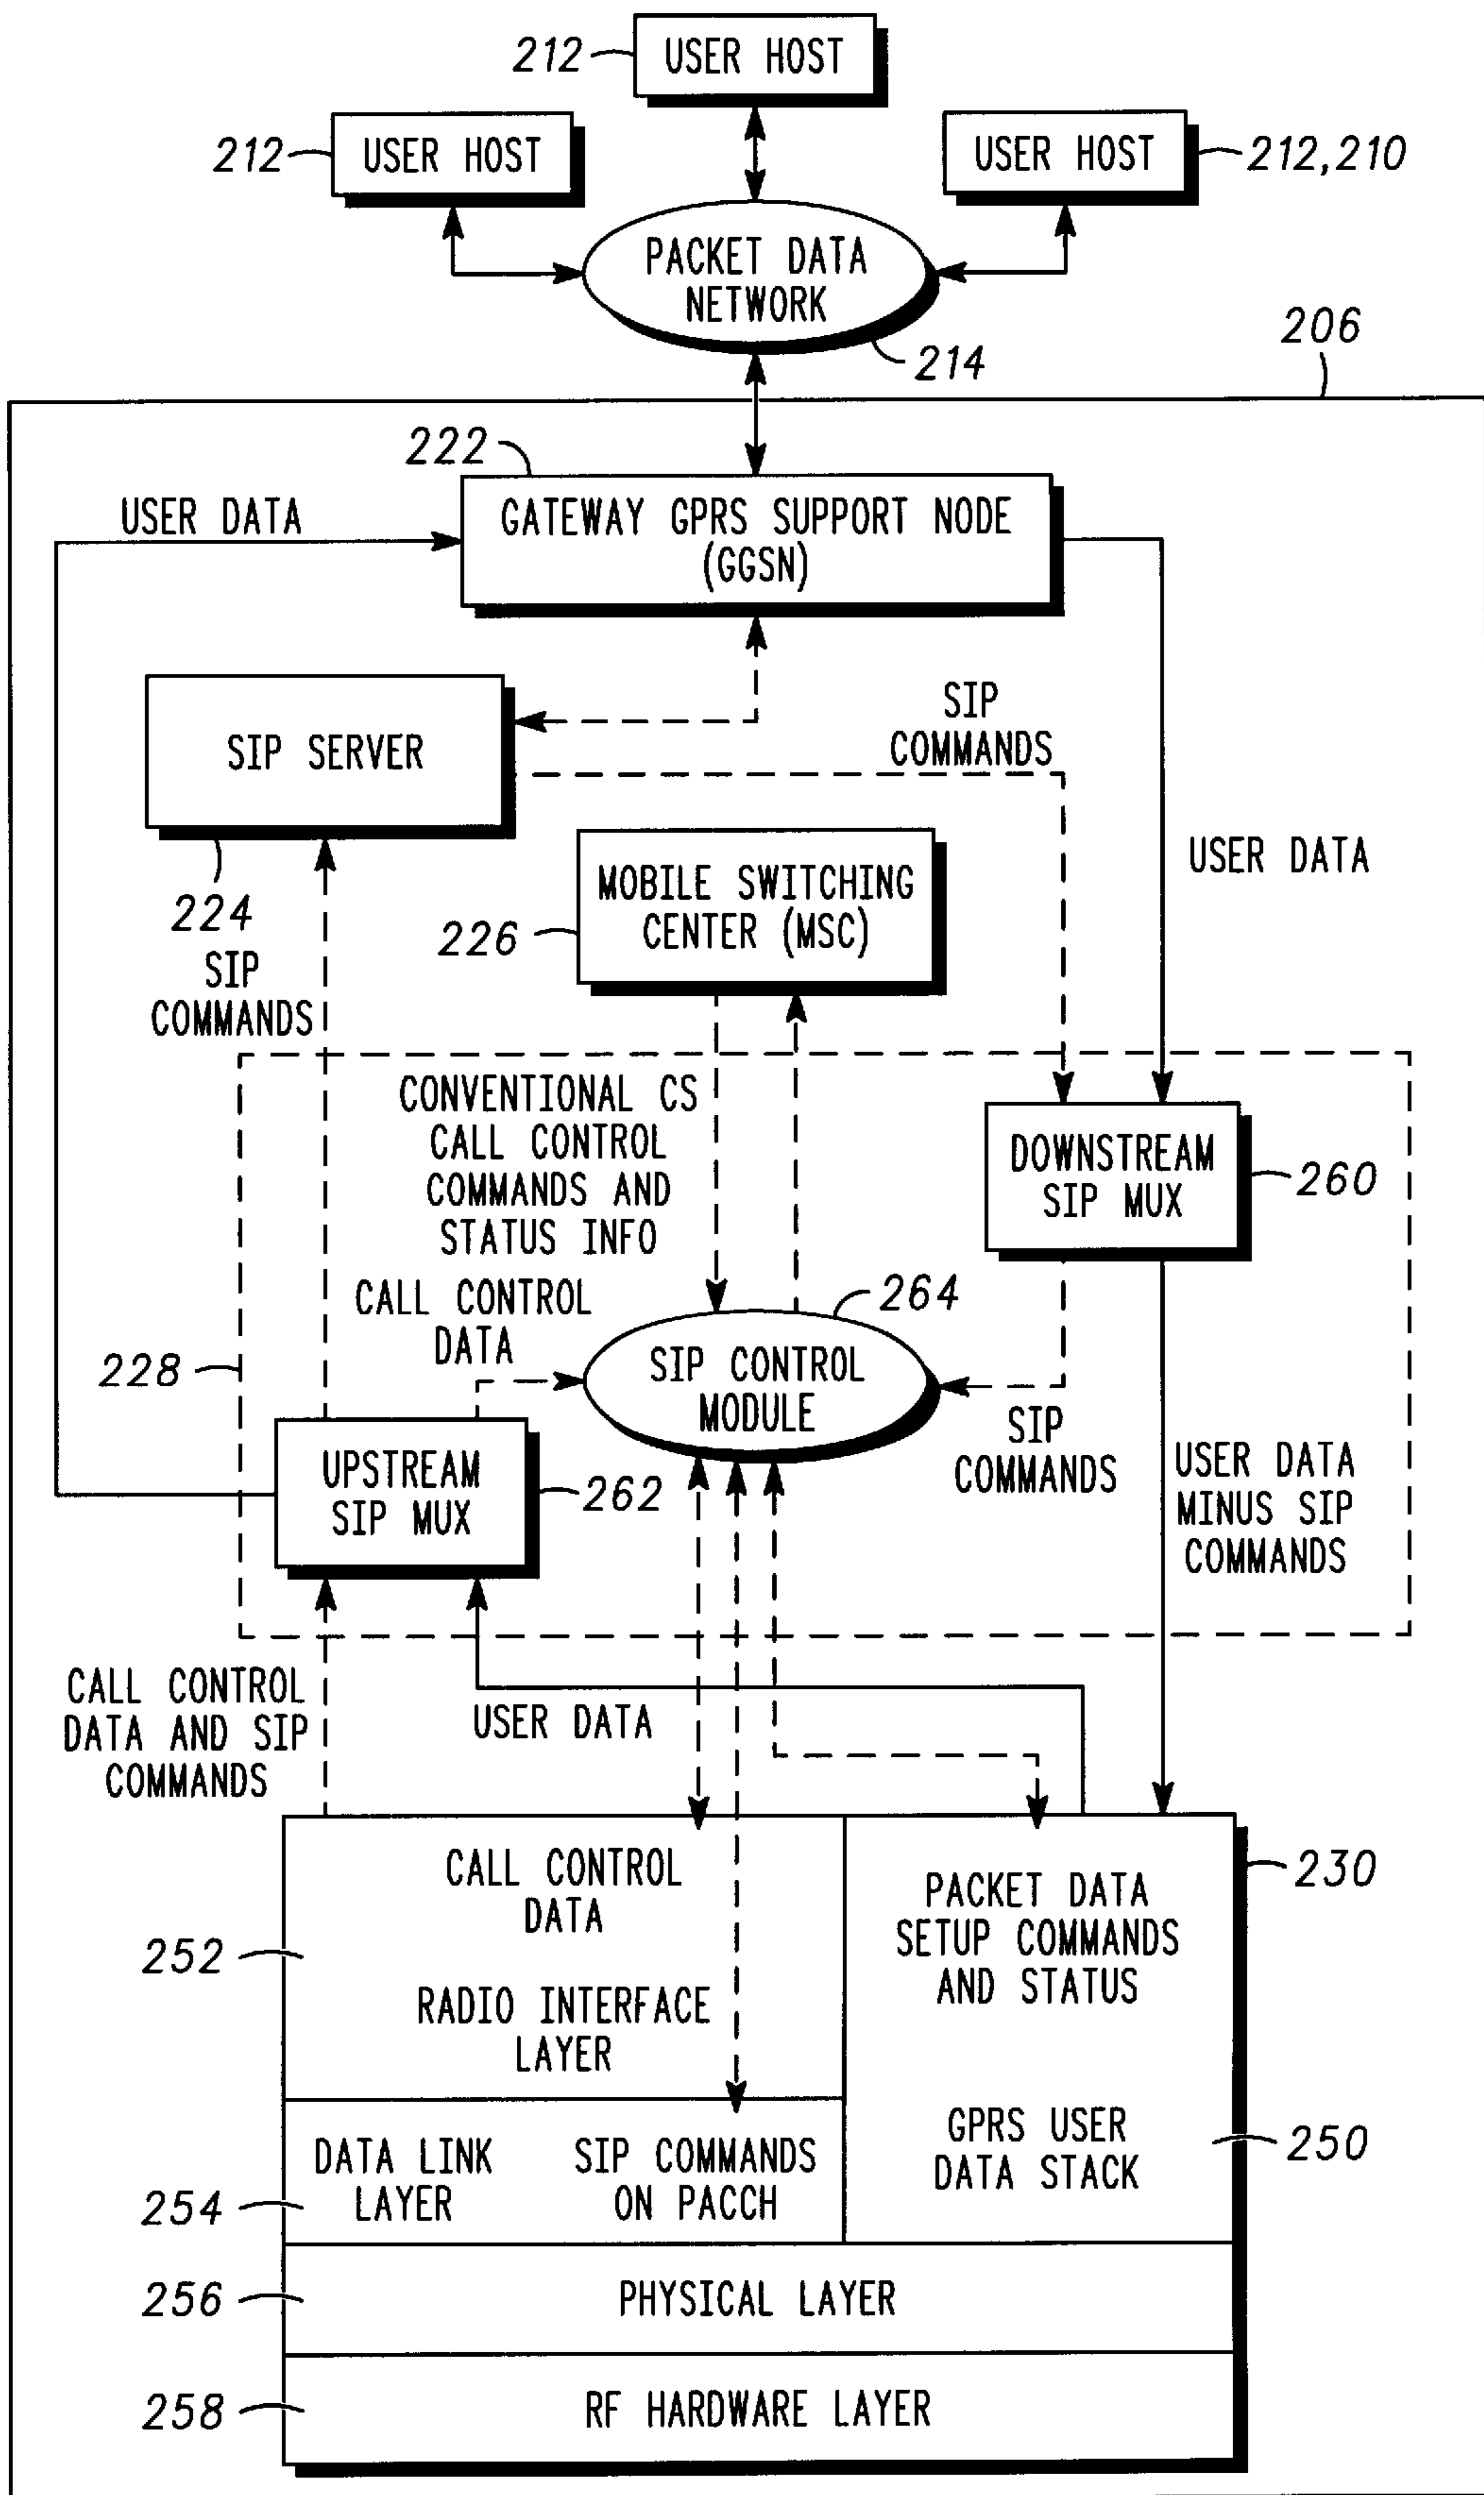 212
USER HOST
212
USER HOST
USER HOST
212,210
PACKET DATA
NETWORK
214
206
222
USER DATA
GATEWAY GPRS SUPPORT NODE
(GGSN)
SIP SERVER
SIP
COMMANDS
224
USER DATA
MOBILE SWITCHING
CENTER (MSC)
226
SIP
COMMANDS
CONVENTIONAL CS
CALL CONTROL
COMMANDS AND
STATUS INFO
DOWNSTREAM
SIP MUX
260
CALL CONTROL
DATA
264
228
SIP CONTROL
MODULE
SIP
COMMANDS
UPSTREAM
SIP MUX
262
USER DATA
MINUS SIP
COMMANDS
CALL CONTROL
DATA AND SIP
COMMANDS
USER DATA
CALL CONTROL
DATA
252
RADIO INTERFACE
LAYER
PACKET DATA
SETUP COMMANDS
AND STATUS
230
GPRS USER
DATA STACK
250
DATA LINK
LAYER
254
SIP COMMANDS
ON PACCH
256
PHYSICAL LAYER
258
RF HARDWARE LAYER